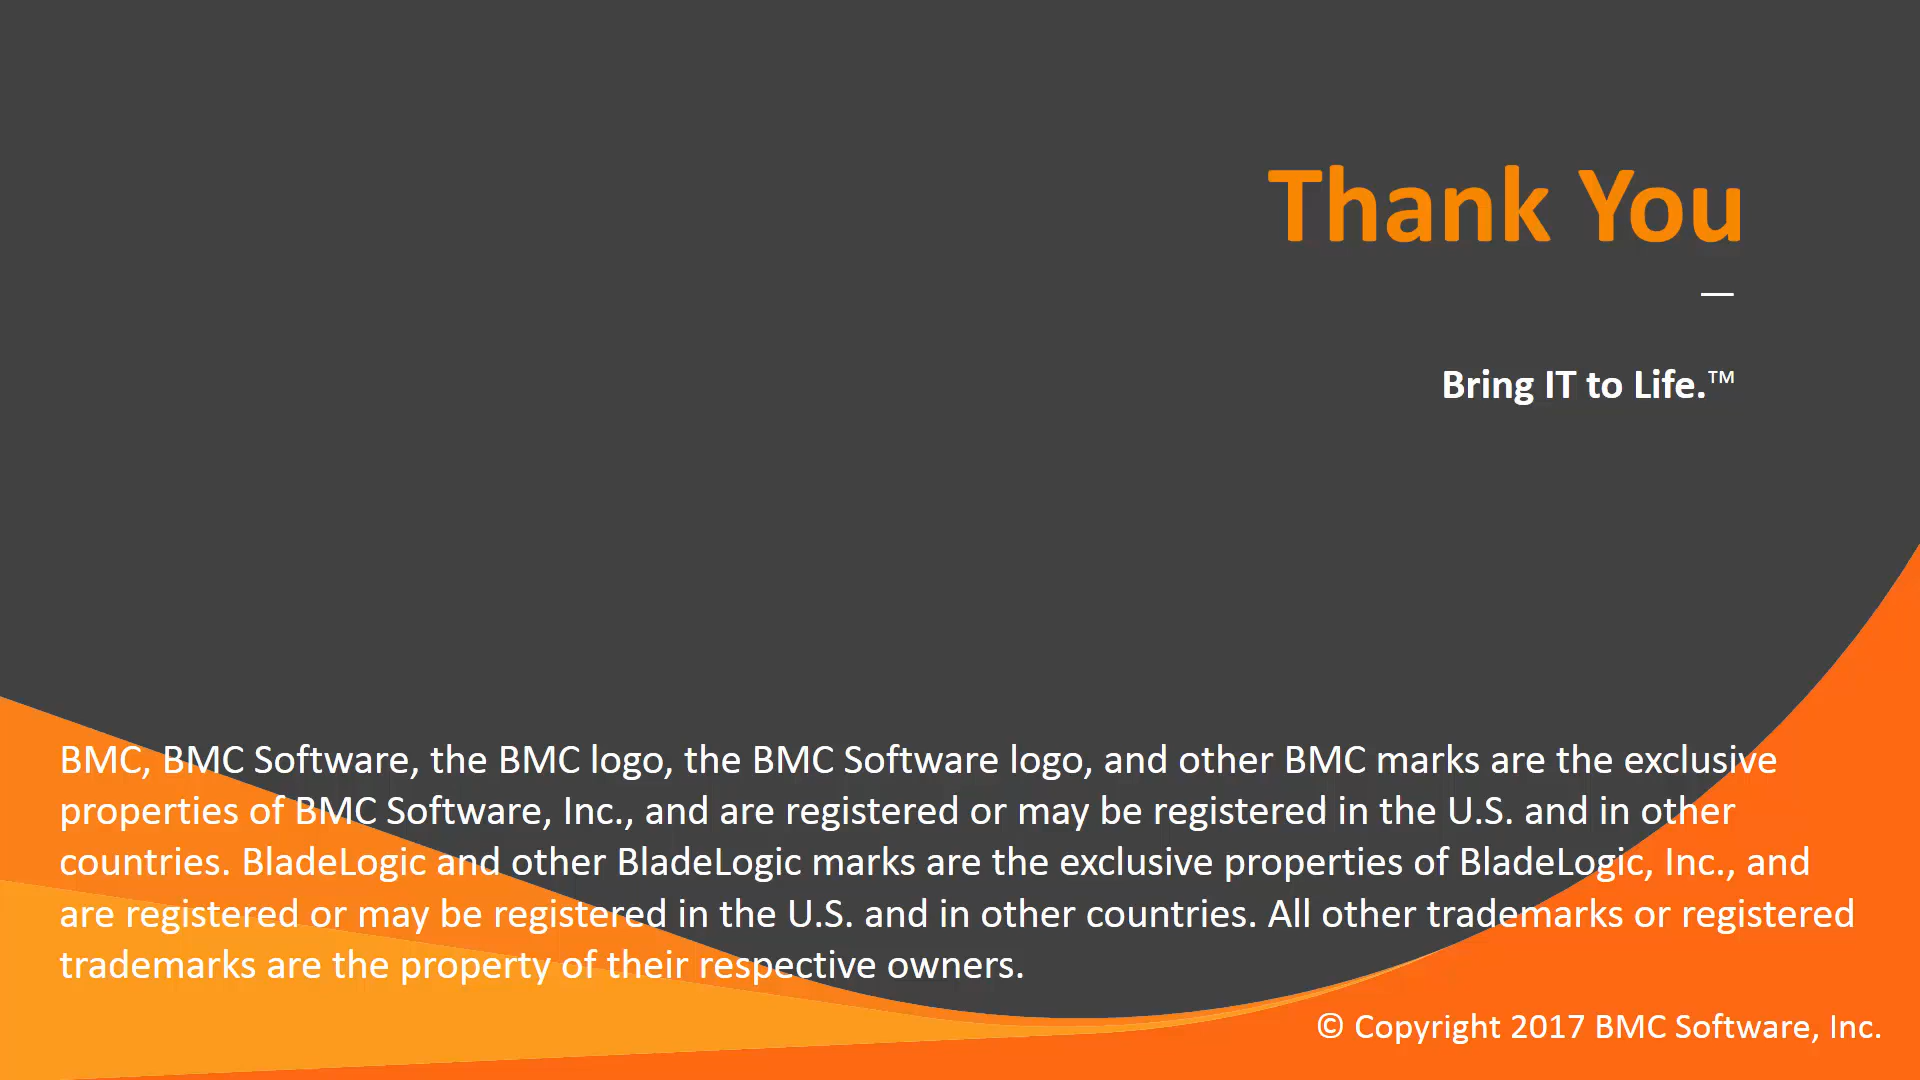 Thank You
—
Bring IT to Life.™
BMC, BMC Software, the BMC logo, the BMC Software logo, and other BMC marks are the exclusive
properties of BMC Software, Inc., and are registered or may be registered in the U.S. and in other
countries. BladeLogic and other BladeLogic marks are the exclusive properties of BladeLogic, Inc., and
are registered or may be registered in the U.S. and in other countries. All other trademarks or registered
trademarks are the property of their respective owners.
© Copyright 2017 BMC Software, Inc.